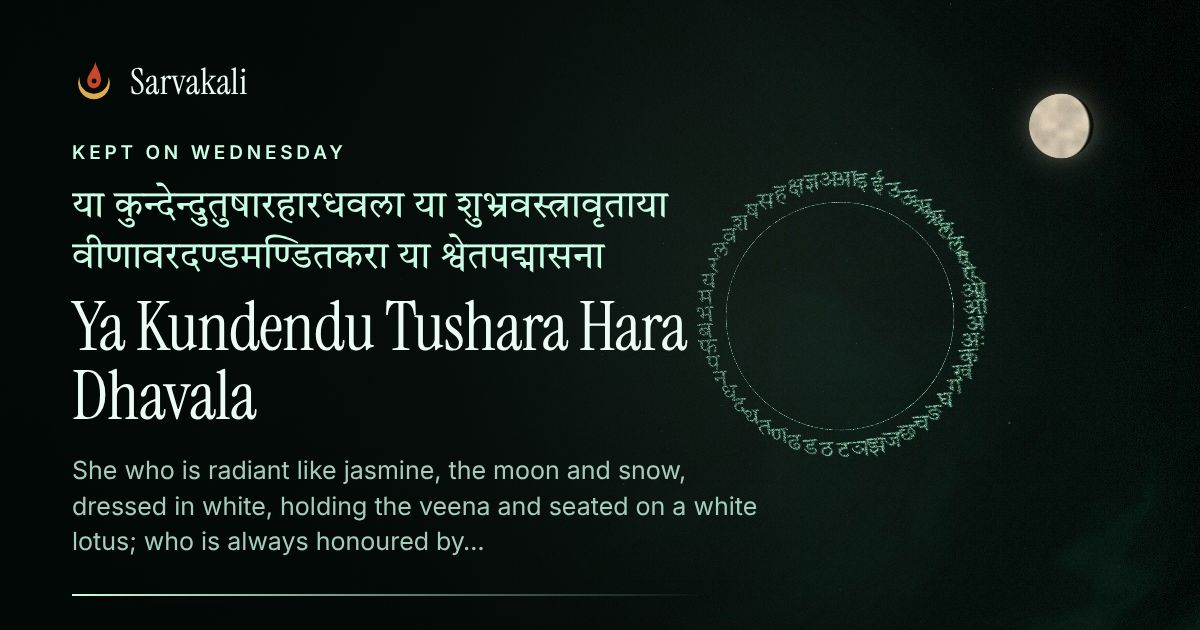 Sarvakali
KEPT ON WEDNESDAY
या कुन्देन्दुतुषारहारधवला या शुभ्रवस्त्रावृताया
वीणावरदण्डमण्डितकरा या श्वेतपद्मासना
Ya Kundendu Tushara Hara
Dhavala
She who is radiant like jasmine, the moon and snow,
dressed in white, holding the veena and seated on a white
lotus; who is always honoured by...